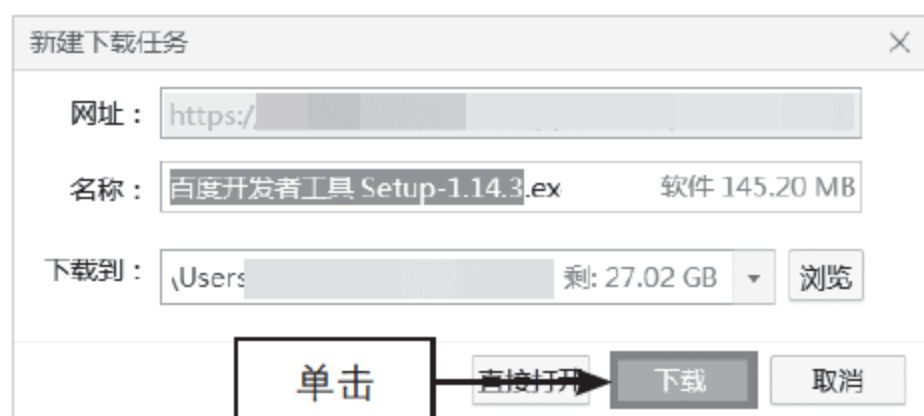 新建下载任务
网址： https:/
名称： 百度开发者工具 Setup-1.14.3.ex 软件 145.20 MB
下载到： \Users 剩: 27.02 GB 浏览
单击 直接打开 下载 取消